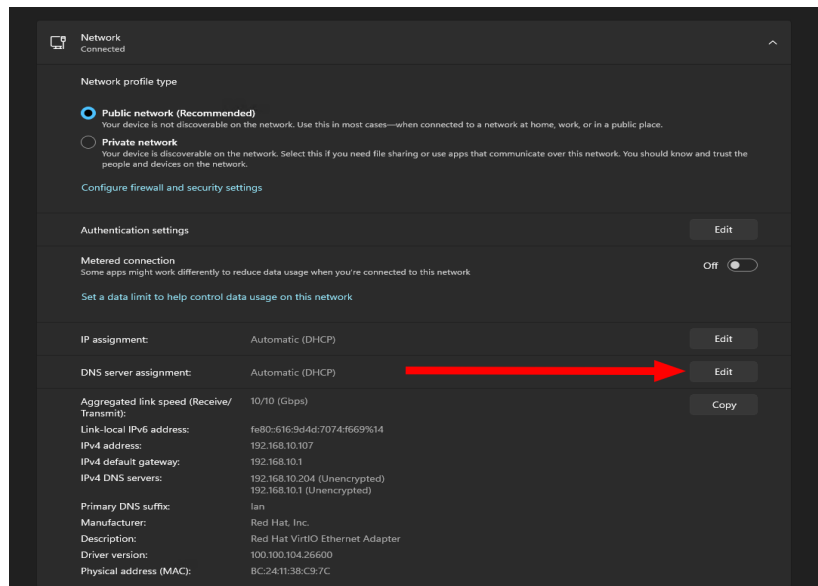 Network
Connected
Network profile type
Public network (Recommended)
Your device is not discoverable on the network. Use this in most cases—when connected to a network at home, work, or in a public place.
Private network
Your device is discoverable on the network. Select this if you need file sharing or use apps that communicate over this network. You should know and trust the
people and devices on the network.
Configure firewall and security settings
Authentication settings Edit
Metered connection
Some apps might work differently to reduce data usage when you're connected to this network
Off
Set a data limit to help control data usage on this network
IP assignment: Automatic (DHCP) Edit
DNS server assignment: Automatic (DHCP) Edit
Aggregated link speed (Receive/ 10/10 (Gbps) Copy
Transmit):
Link-local IPv6 address: fe80::616:9d4d:7074:f669%14
IPv4 address: 192.168.10.107
IPv4 default gateway: 192.168.10.1
IPv4 DNS servers: 192.168.10.204 (Unencrypted)
192.168.10.1 (Unencrypted)
Primary DNS suffix: lan
Manufacturer: Red Hat, Inc.
Description: Red Hat VirtIO Ethernet Adapter
Driver version: 100.100.104.26600
Physical address (MAC): BC:24:11:38:C9:7C